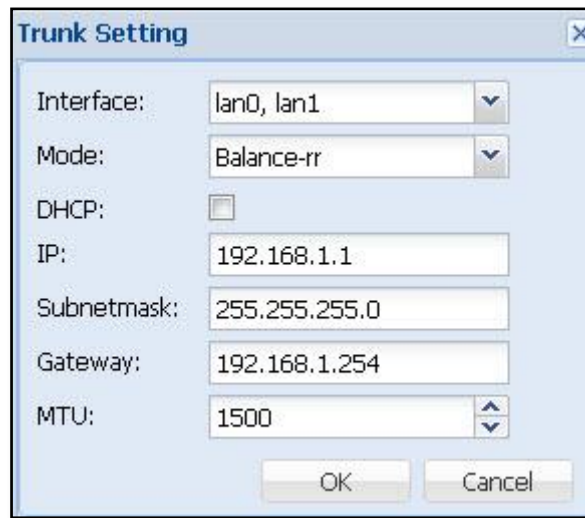 Trunk Setting
Interface: lan0, lan1
Mode: Balance-rr
DHCP:
IP: 192.168.1.1
Subnetmask: 255.255.255.0
Gateway: 192.168.1.254
MTU: 1500
OK Cancel